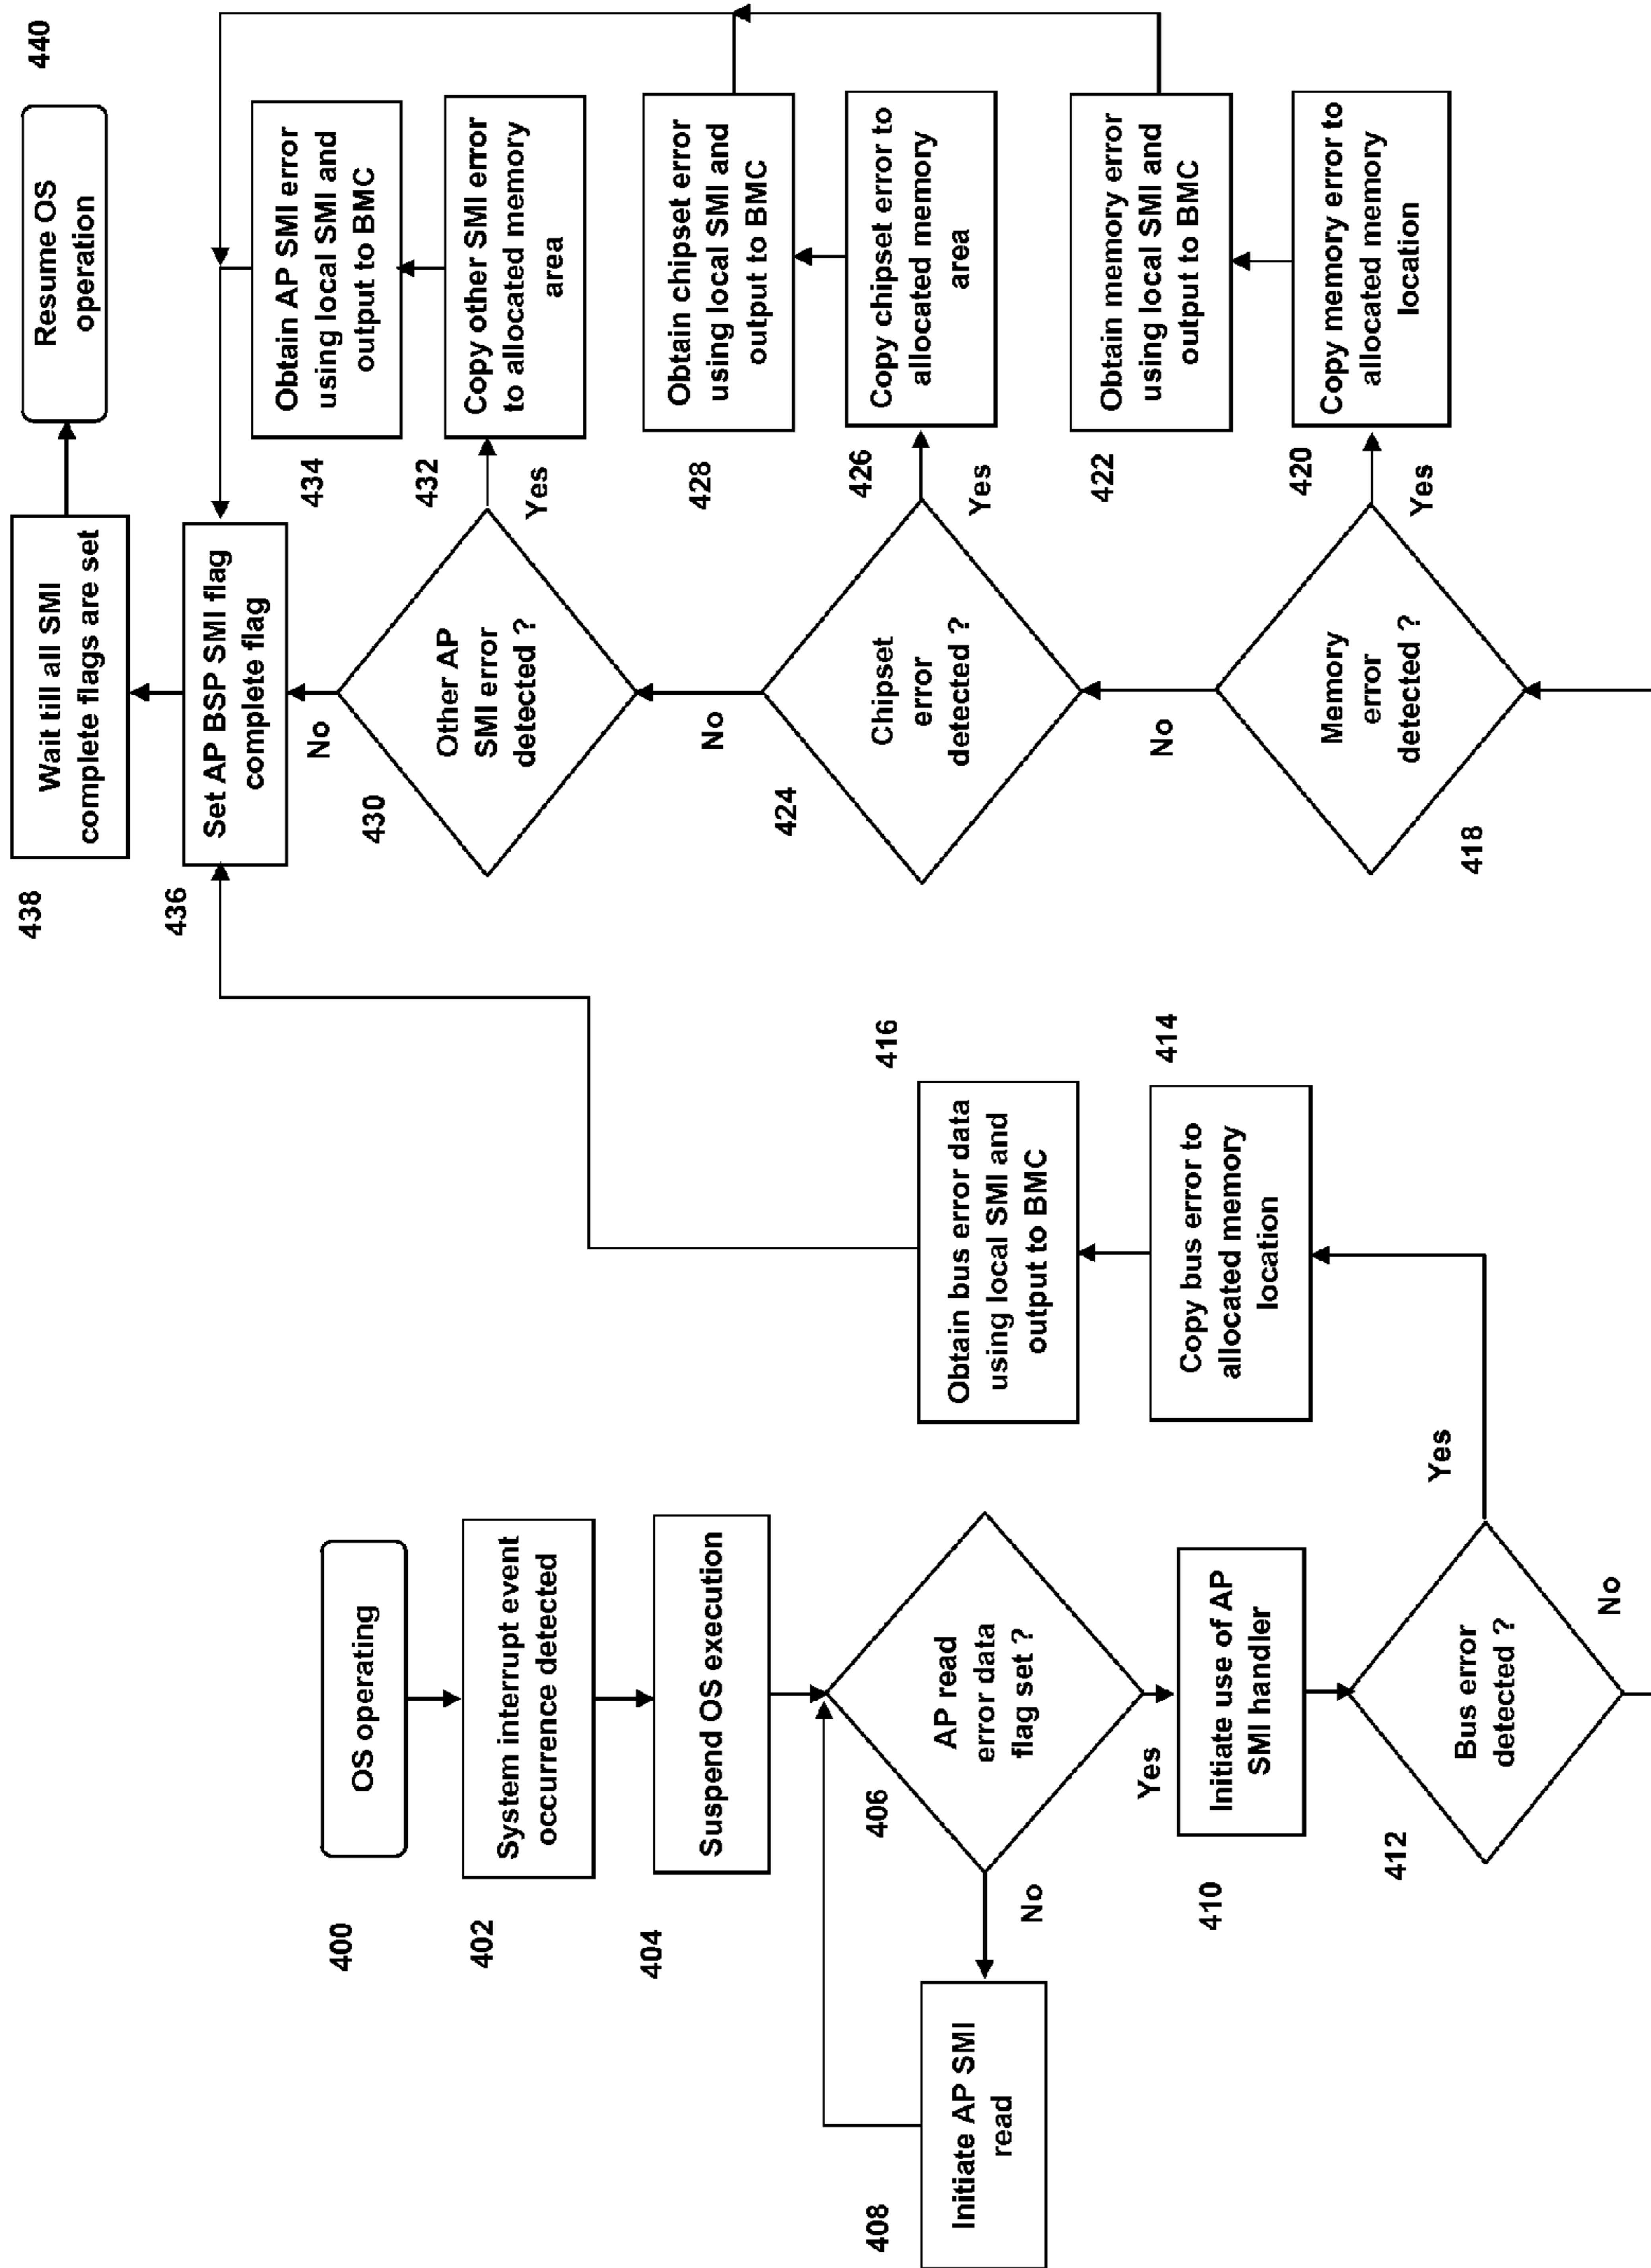 400
OS operating
402
System interrupt event
occurrence detected
404
Suspend OS execution
406
AP read
error data
flag set ?
No
Yes
408
Initiate AP SMI
read
410
Initiate use of AP
SMI handler
412
Bus error
detected ?
Yes
No
414
Copy bus error to
allocated memory
location
416
Obtain bus error data
using local SMI and
output to BMC
418
Memory
error
detected ?
Yes
No
420
Copy memory error to
allocated memory
location
422
Obtain memory error
using local SMI and
output to BMC
424
Chipset
error
detected ?
Yes
No
426
Copy chipset error to
allocated memory
area
428
Obtain chipset error
using local SMI and
output to BMC
430
Other AP
SMI error
detected ?
Yes
No
432
Copy other SMI error
to allocated memory
area
434
Obtain AP SMI error
using local SMI and
output to BMC
436
Set AP BSP SMI flag
complete flag
438
Wait till all SMI
complete flags are set
440
Resume OS
operation